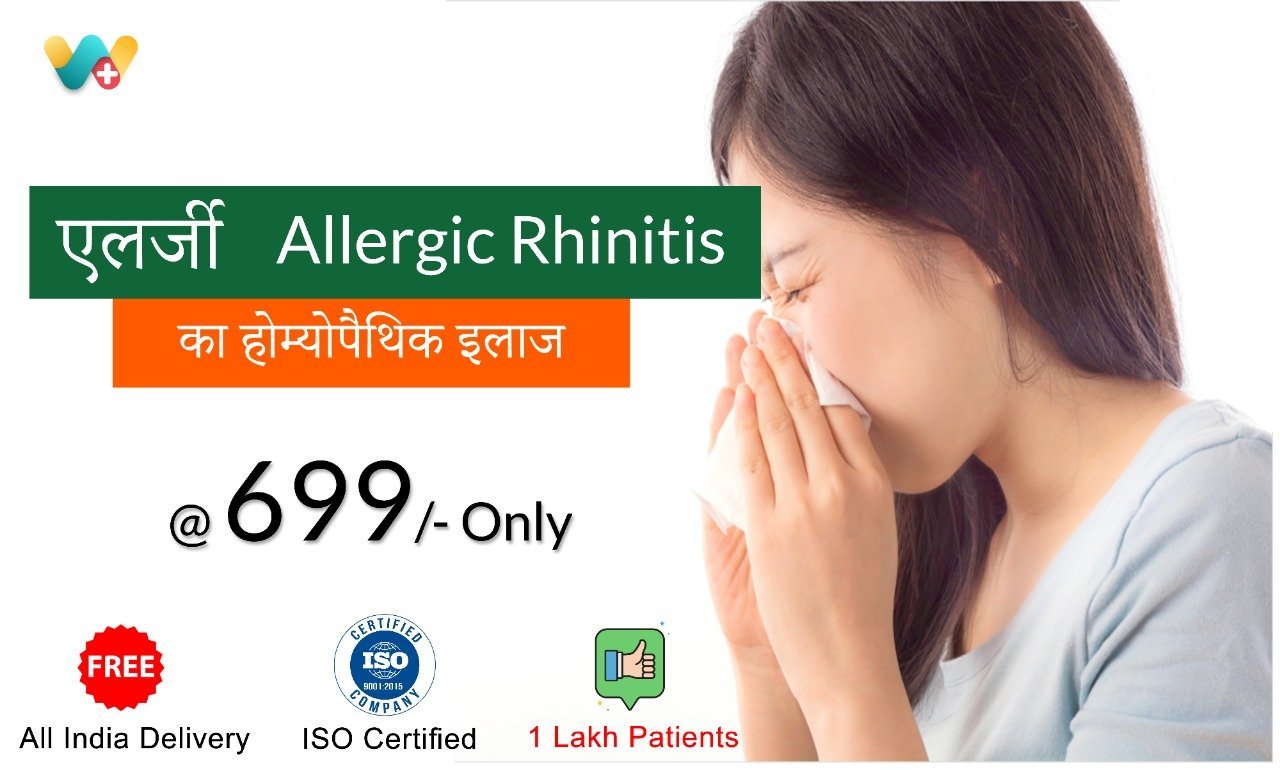 एलर्जी Allergic Rhinitis
का होम्योपैथिक इलाज
@ 699/- Only
FREE
All India Delivery
CERTIFIED
ISO
9001:2015
COMPANY
ISO Certified
1 Lakh Patients